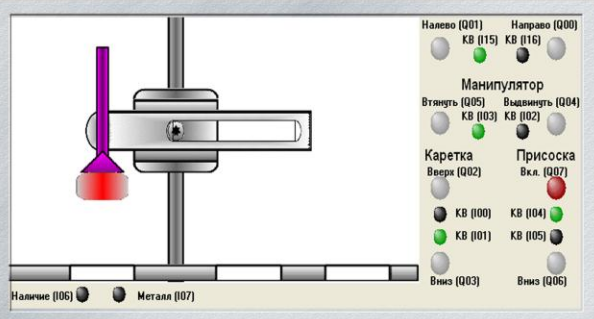 Налево (Q01) Направо (Q00)
КВ (I15) КВ (I16)
Манипулятор
Втянуть (Q05) Выдвинуть (Q04)
КВ (I03) КВ (I02)
Каретка Присоска
Вверх (Q02) Вкл. (Q07)
КВ (I00) КВ (I04)
КВ (I01) КВ (I05)
Вниз (Q03) Вниз (Q06)
Наличие (I06) Металл (I07)